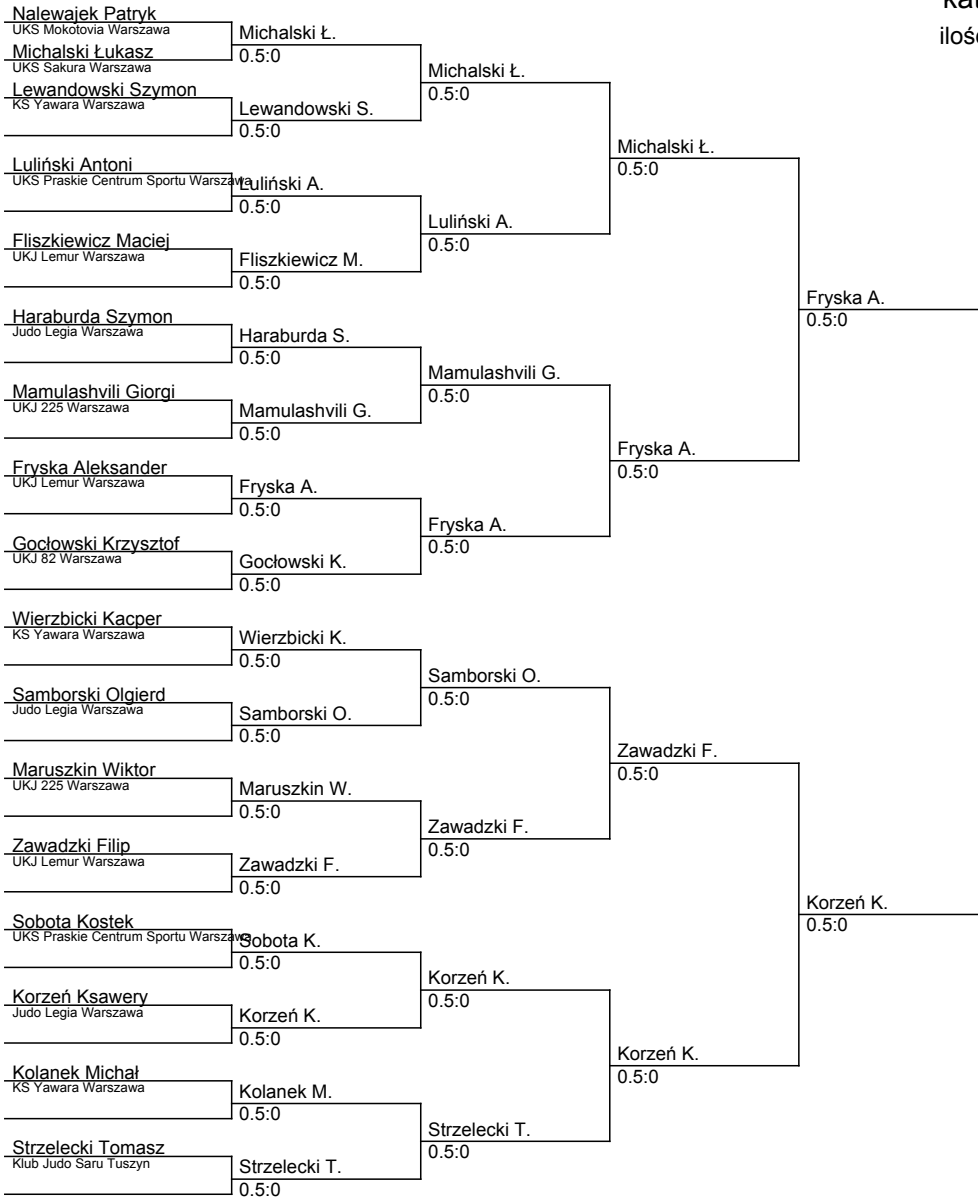 kat
ilość
Nalewajek Patryk
UKS Mokotovia Warszawa
Michalski Łukasz
UKS Sakura Warszawa
Lewandowski Szymon
KS Yawara Warszawa
Luliński Antoni
UKS Praskie Centrum Sportu Warszawa
Fliszkiewicz Maciej
UKJ Lemur Warszawa
Haraburda Szymon
Judo Legia Warszawa
Mamulashvili Giorgi
UKJ 225 Warszawa
Fryska Aleksander
UKJ Lemur Warszawa
Gocłowski Krzysztof
UKJ 82 Warszawa
Wierzbicki Kacper
KS Yawara Warszawa
Samborski Olgierd
Judo Legia Warszawa
Maruszkin Wiktor
UKJ 225 Warszawa
Zawadzki Filip
UKJ Lemur Warszawa
Sobota Kostek
UKS Praskie Centrum Sportu Warszawa
Korzeń Ksawery
Judo Legia Warszawa
Kolanek Michał
KS Yawara Warszawa
Strzelecki Tomasz
Klub Judo Saru Tuszyn
Michalski Ł.
0.5:0
Lewandowski S.
0.5:0
Luliński A.
0.5:0
Fliszkiewicz M.
0.5:0
Haraburda S.
0.5:0
Mamulashvili G.
0.5:0
Fryska A.
0.5:0
Gocłowski K.
0.5:0
Wierzbicki K.
0.5:0
Samborski O.
0.5:0
Maruszkin W.
0.5:0
Zawadzki F.
0.5:0
Sobota K.
0.5:0
Korzeń K.
0.5:0
Kolanek M.
0.5:0
Strzelecki T.
0.5:0
Michalski Ł.
0.5:0
Luliński A.
0.5:0
Mamulashvili G.
0.5:0
Fryska A.
0.5:0
Samborski O.
0.5:0
Zawadzki F.
0.5:0
Korzeń K.
0.5:0
Strzelecki T.
0.5:0
Michalski Ł.
0.5:0
Fryska A.
0.5:0
Zawadzki F.
0.5:0
Korzeń K.
0.5:0
Fryska A.
0.5:0
Korzeń K.
0.5:0